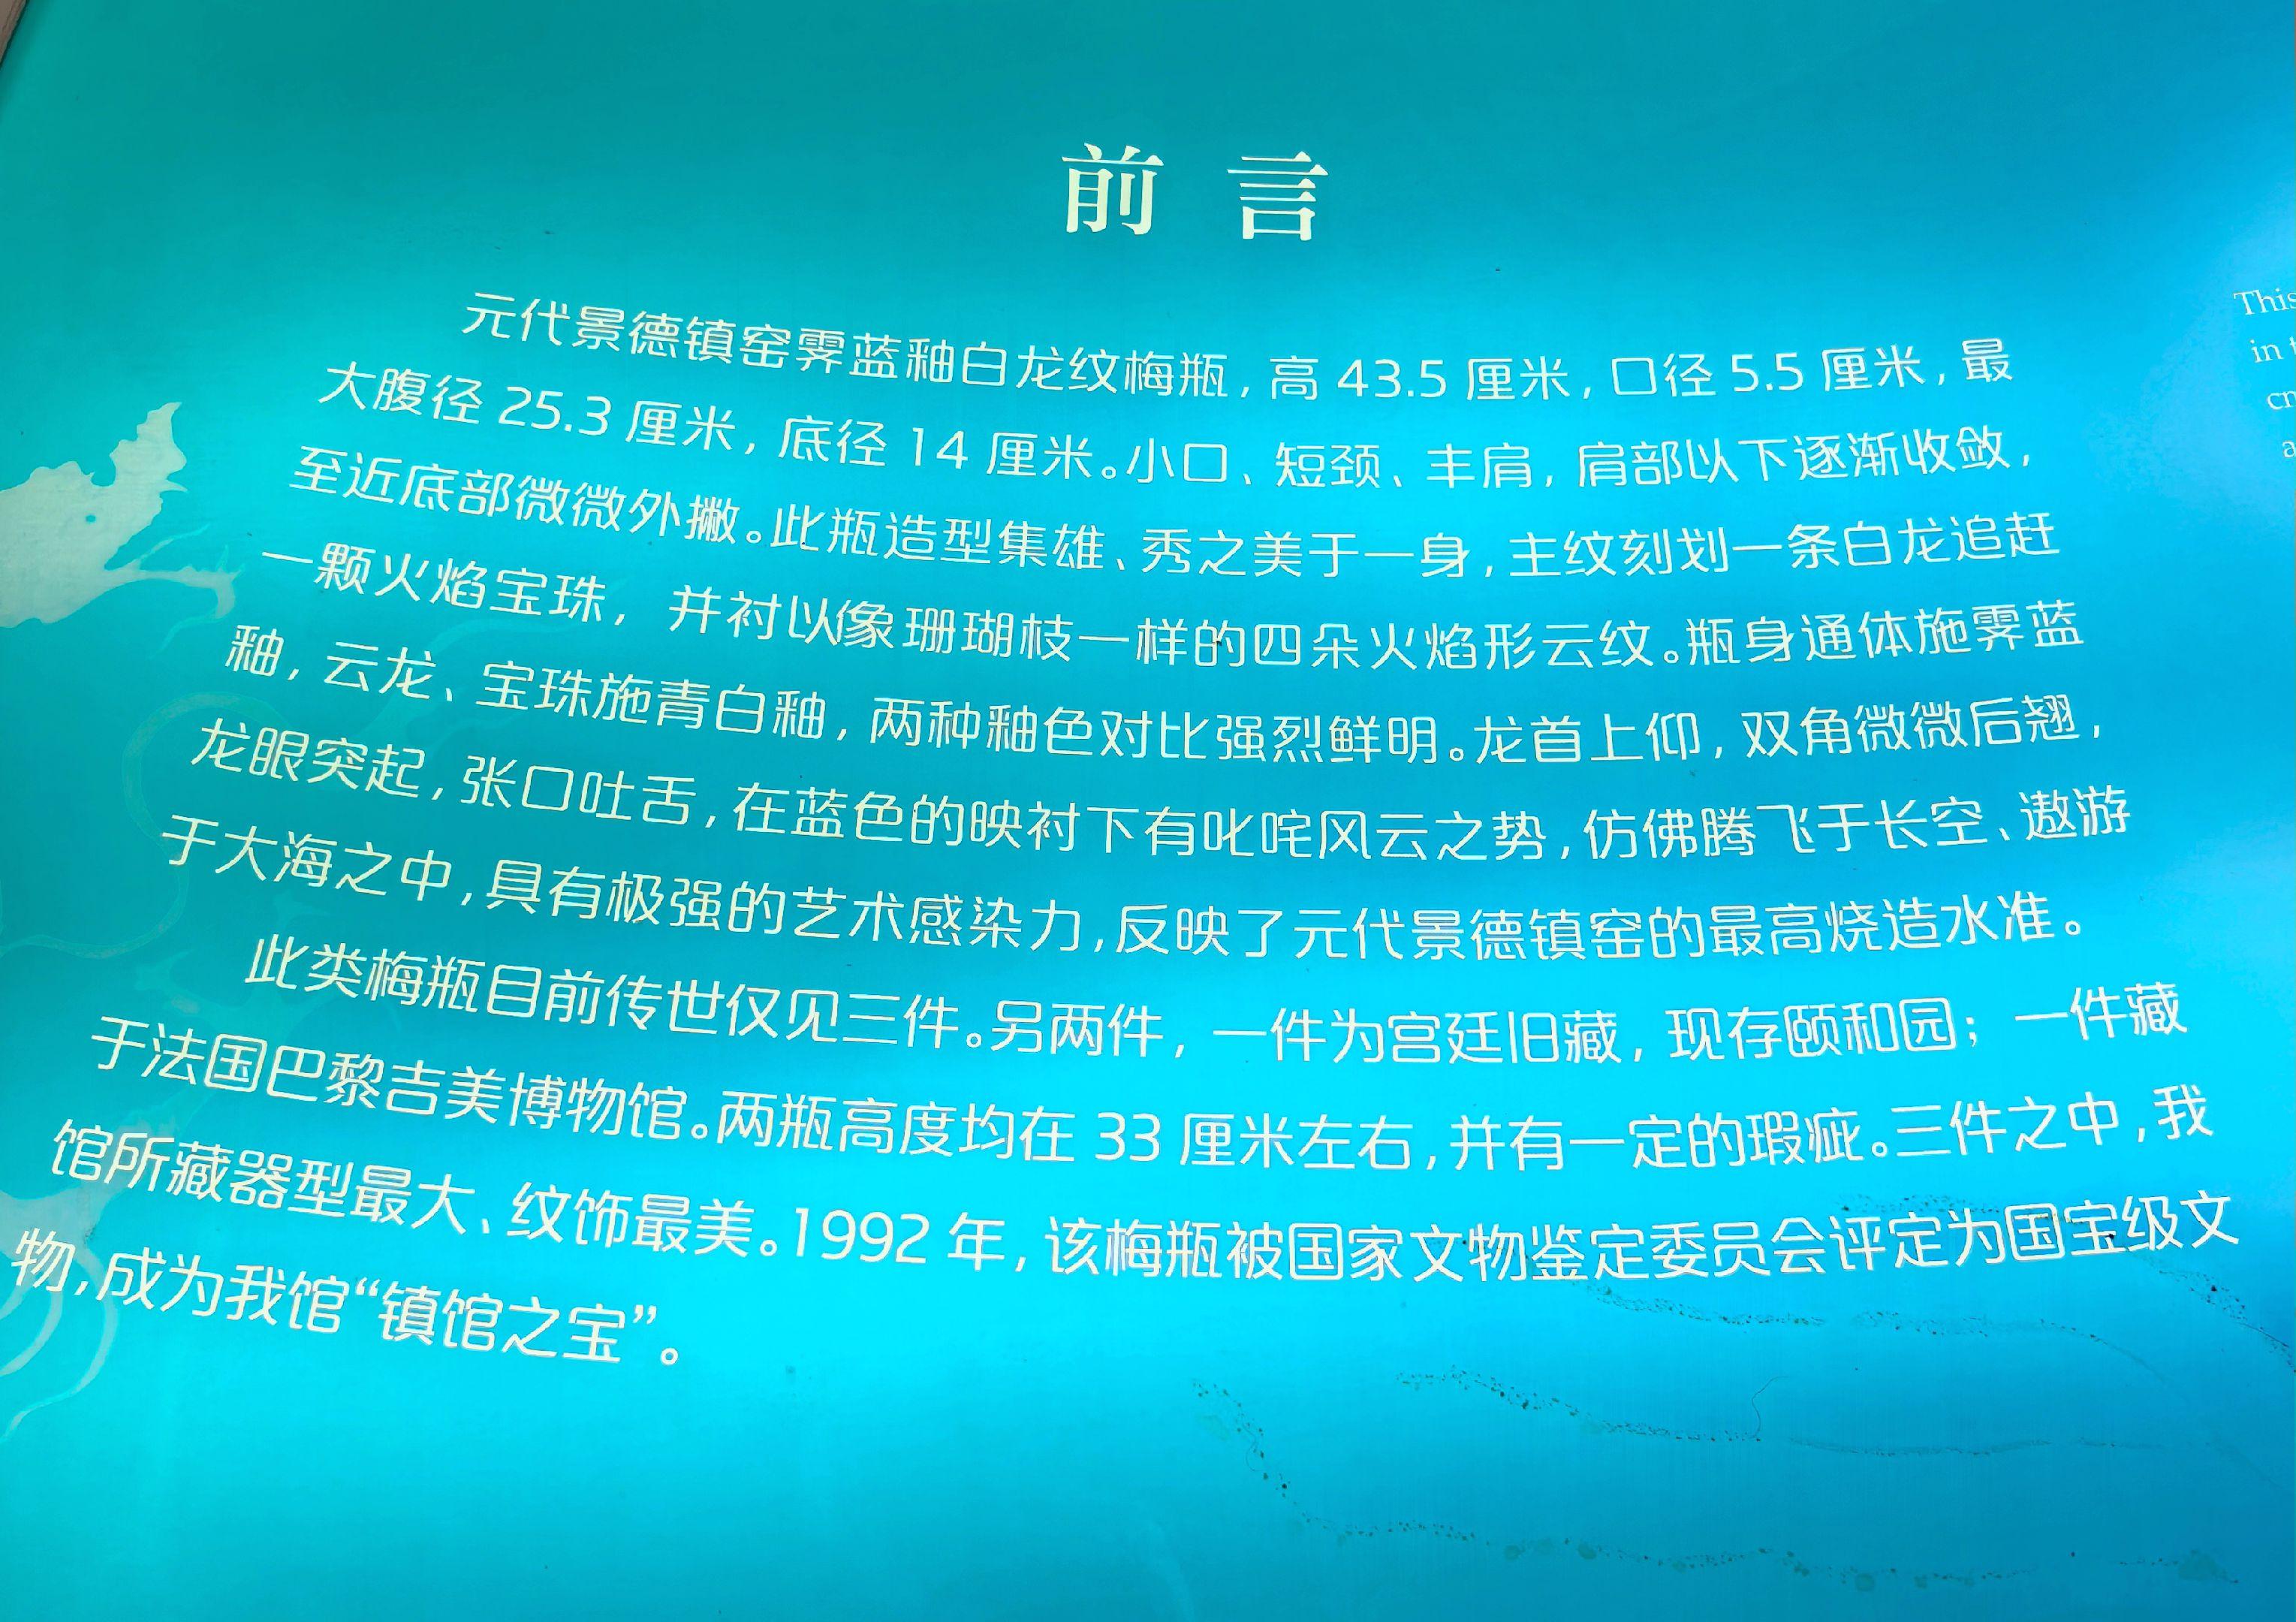 前言
元代景德镇窑霁蓝釉白龙纹梅瓶，高 43.5 厘米，口径 5.5 厘米，最
大腹径 25.3 厘米，底径 14 厘米。小口、短颈、丰肩，肩部以下逐渐收敛，
至近底部微微外撇。此瓶造型集雄、秀之美于一身，主纹刻划一条白龙追赶
一颗火焰宝珠，并衬以像珊瑚枝一样的四朵火焰形云纹。瓶身通体施霁蓝
釉，云龙、宝珠施青白釉，两种釉色对比强烈鲜明。龙首上仰，双角微微后翘，
龙眼突起，张口吐舌，在蓝色的映衬下有叱咤风云之势，仿佛腾飞于长空、遨游
于大海之中，具有极强的艺术感染力，反映了元代景德镇窑的最高烧造水准。
此类梅瓶目前传世仅见三件。另两件，一件为宫廷旧藏，现存颐和园；一件藏
于法国巴黎吉美博物馆。两瓶高度均在 33 厘米左右，并有一定的瑕疵。三件之中，我
馆所藏器型最大、纹饰最美。1992 年，该梅瓶被国家文物鉴定委员会评定为国宝级文
物，成为我馆“镇馆之宝”。
This
in